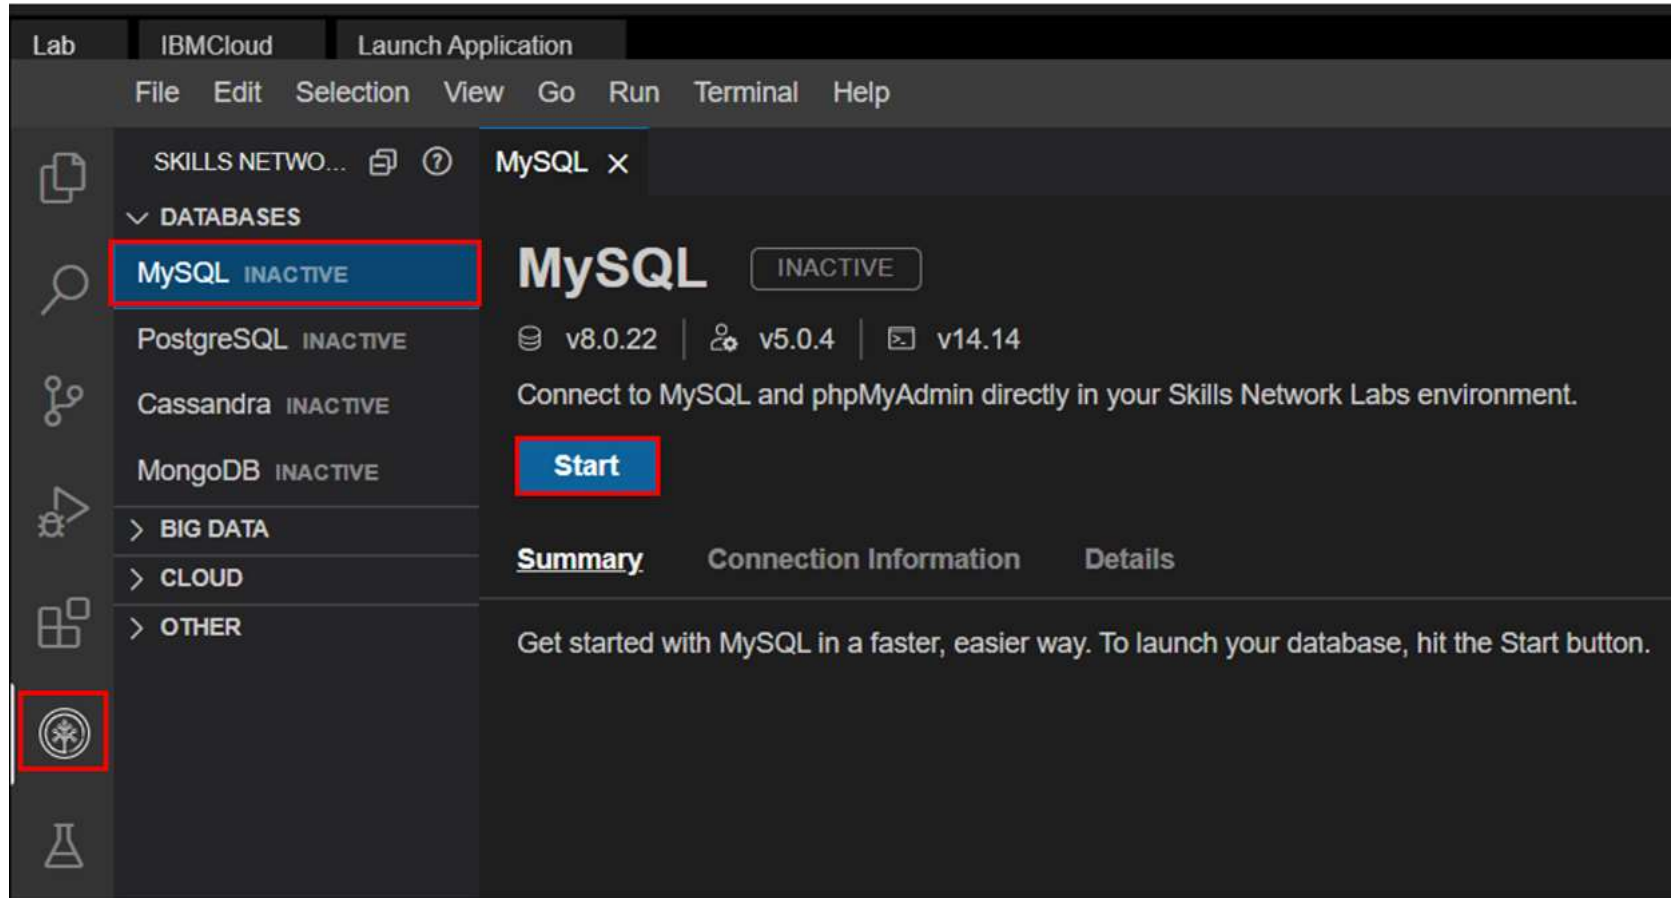 Lab IBMCloud Launch Application
File Edit Selection View Go Run Terminal Help
SKILLS NETWO...
DATABASES
MySQL INACTIVE
PostgreSQL INACTIVE
Cassandra INACTIVE
MongoDB INACTIVE
BIG DATA
CLOUD
OTHER
MySQL
MySQL INACTIVE
v8.0.22 v5.0.4 v14.14
Connect to MySQL and phpMyAdmin directly in your Skills Network Labs environment.
Start
Summary Connection Information Details
Get started with MySQL in a faster, easier way. To launch your database, hit the Start button.